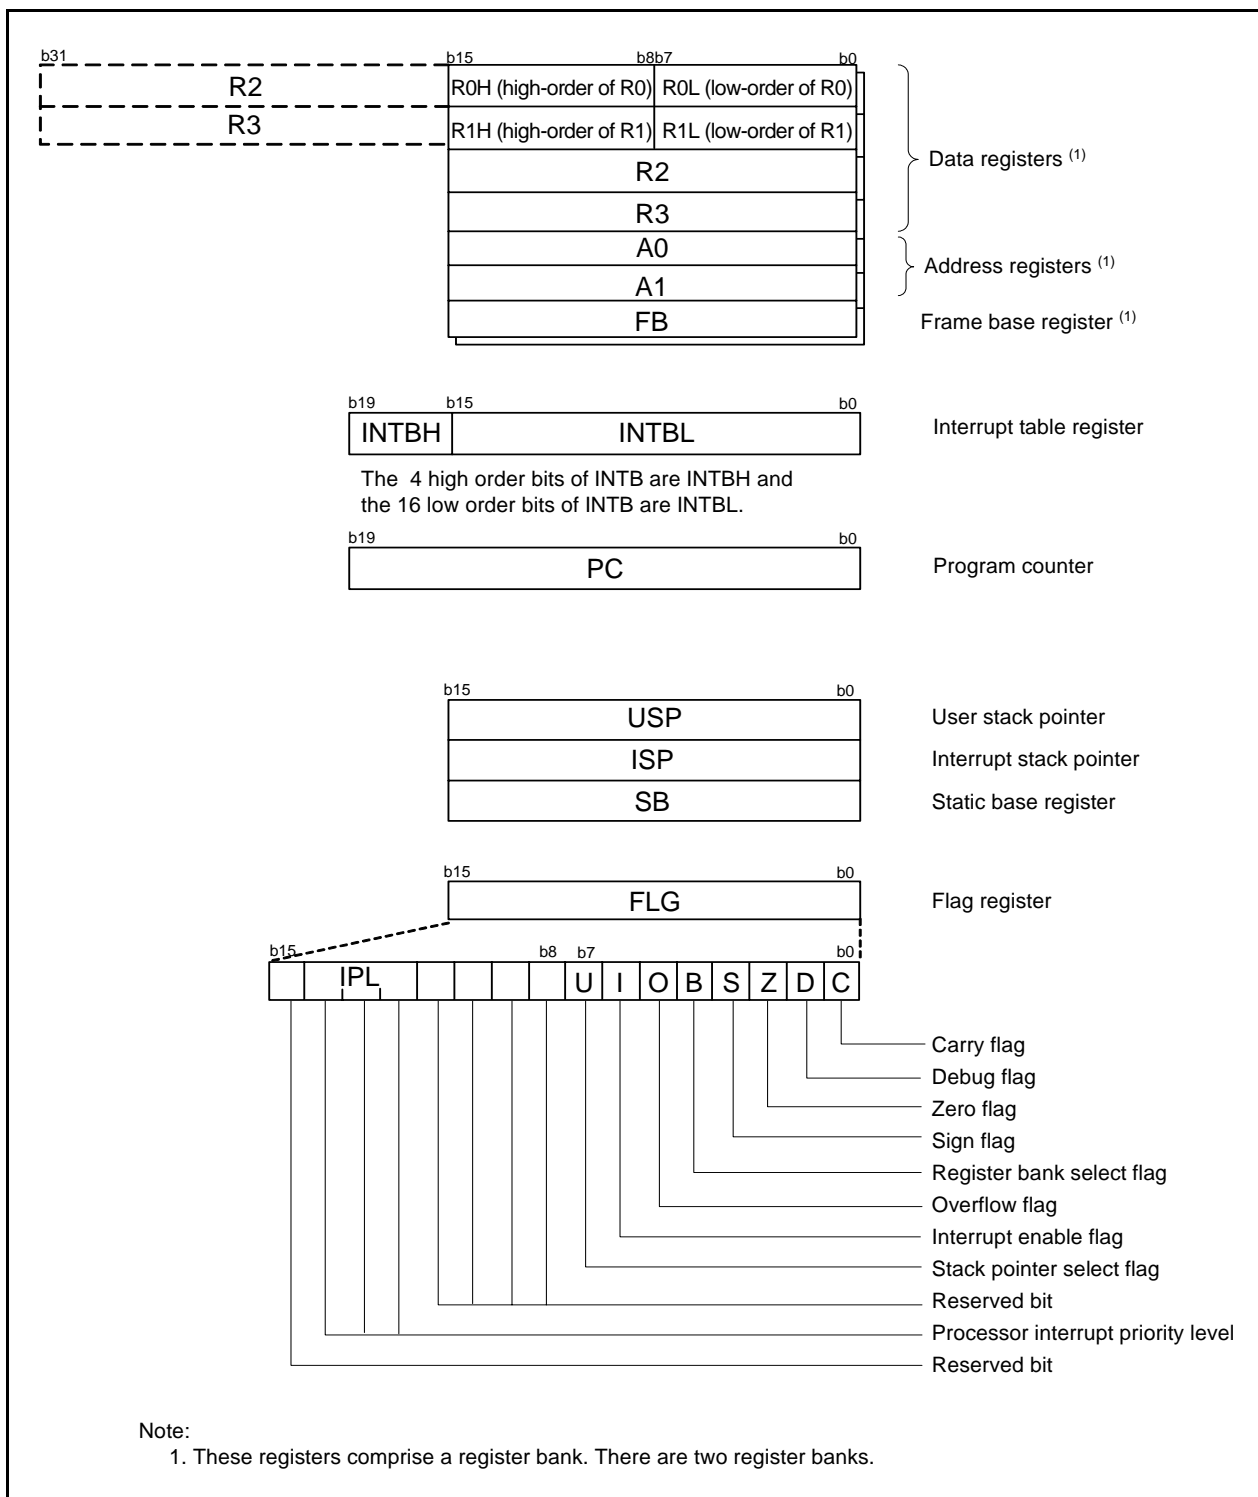 b31 b15 b8b7 b0
R2 R0H (high-order of R0) R0L (low-order of R0)
R3 R1H (high-order of R1) R1L (low-order of R1)
R2
Data registers (1)
R3
A0
Address registers (1)
A1
FB Frame base register (1)
b19 b15 b0
INTBH INTBL Interrupt table register
The 4 high order bits of INTB are INTBH and
the 16 low order bits of INTB are INTBL.
b19 b0
PC Program counter
b15 b0
USP User stack pointer
ISP Interrupt stack pointer
SB Static base register
b15 b0
FLG Flag register
b15 b8 b7 b0
IPL U I O B S Z D C
Carry flag
Debug flag
Zero flag
Sign flag
Register bank select flag
Overflow flag
Interrupt enable flag
Stack pointer select flag
Reserved bit
Processor interrupt priority level
Reserved bit
Note:
1. These registers comprise a register bank. There are two register banks.